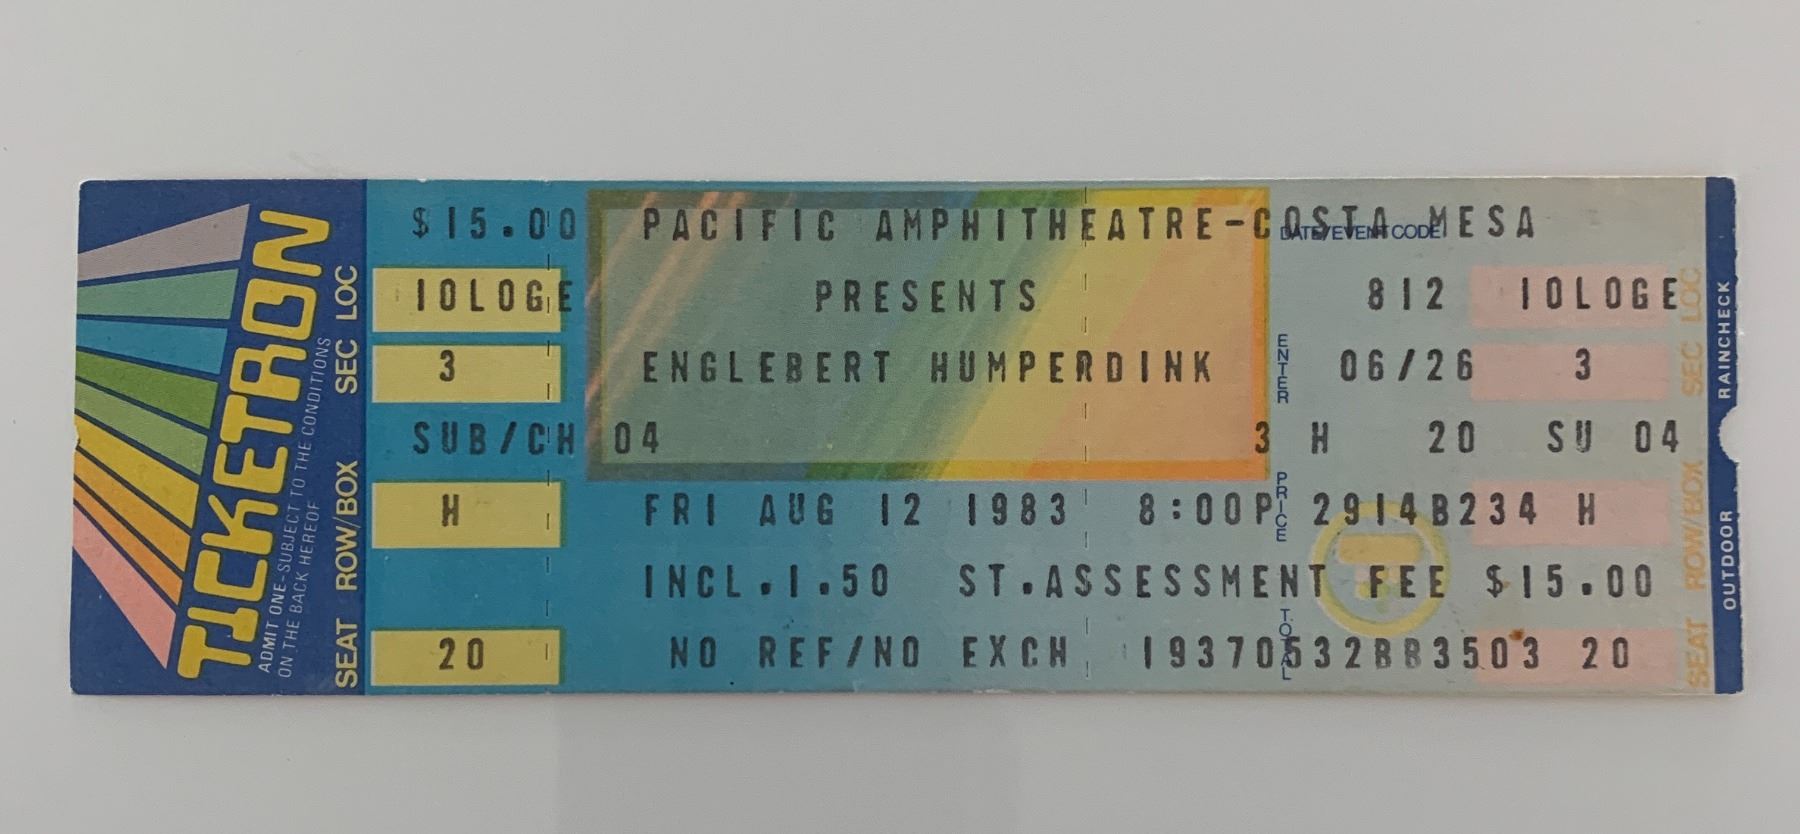 TICKETRON
ADMIT ONE-SUBJECT TO THE CONDITIONS
ON THE BACK HEREOF
SEAT ROW/BOX SEC LOC
$15.00 PACIFIC AMPHITHEATRE-COSTA MESA
DATE/EVENT CODE
IOLOGE PRESENTS 812 IOLOGE
3 ENGLEBERT HUMPERDINK 06/26 3
ENTER
SUB/CH 04 3 H 20 SU 04
H FRI AUG 12 1983 8:00P 2914B234 H
PRICE
INCL.1.50 ST.ASSESSMENT FEE $15.00
20 NO REF/NO EXCH 19370532BB3503 20
TOTAL
SEAT ROW/BOX SEC LOC
OUTDOOR RAINCHECK